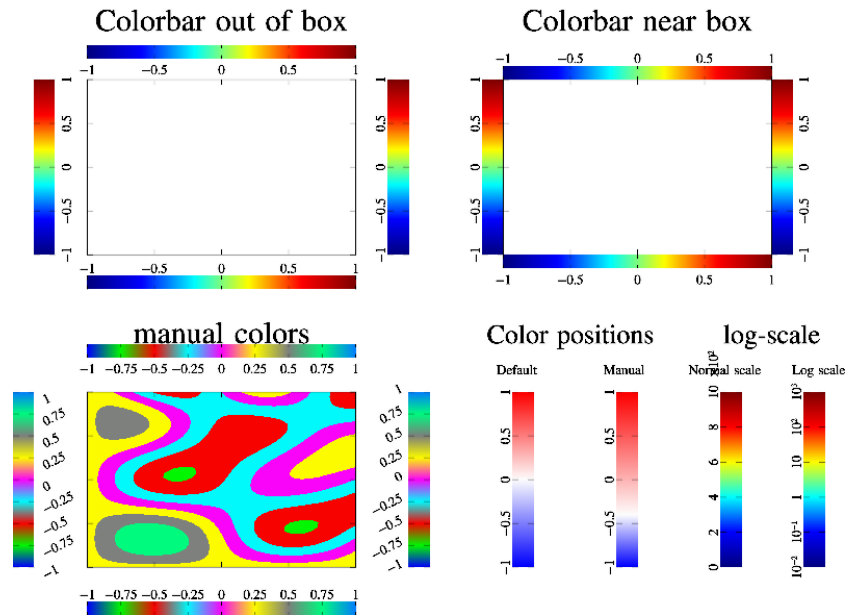 Colorbar out of box
−1 −0.5 0 0.5 1
1 0.5 0 −0.5 −1
1 0.5 0 −0.5 −1
−1 −0.5 0 0.5 1
Colorbar near box
−1 −0.5 0 0.5 1
1 0.5 0 −0.5 −1
1 0.5 0 −0.5 −1
−1 −0.5 0 0.5 1
manual colors
−1 −0.75 −0.5 −0.25 0 0.25 0.5 0.75 1
1 0.75 0.5 0.25 0 −0.25 −0.5 −0.75 −1
1 0.75 0.5 0.25 0 −0.25 −0.5 −0.75 −1
−1 −0.75 −0.5 −0.25 0 0.25 0.5 0.75 1
Color positions
Default
1 0.5 0 −0.5 −1
Manual
1 0.5 0 −0.5 −1
log-scale
Normal scale
10 8 6 4 2 0
Log scale
10³ 10² 10 1 10⁻¹ 10⁻²